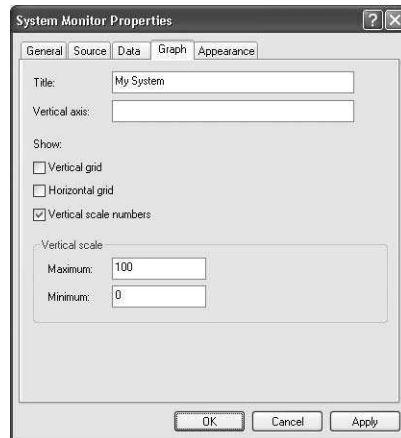 System Monitor Properties
General Source Data Graph Appearance
Title: My System
Vertical axis:
Show:
Vertical grid
Horizontal grid
Vertical scale numbers
Vertical scale
Maximum: 100
Minimum: 0
OK Cancel Apply